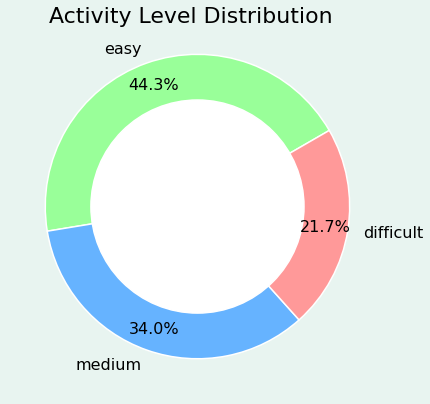 Activity Level Distribution
easy
44.3%
21.7%
difficult
34.0%
medium